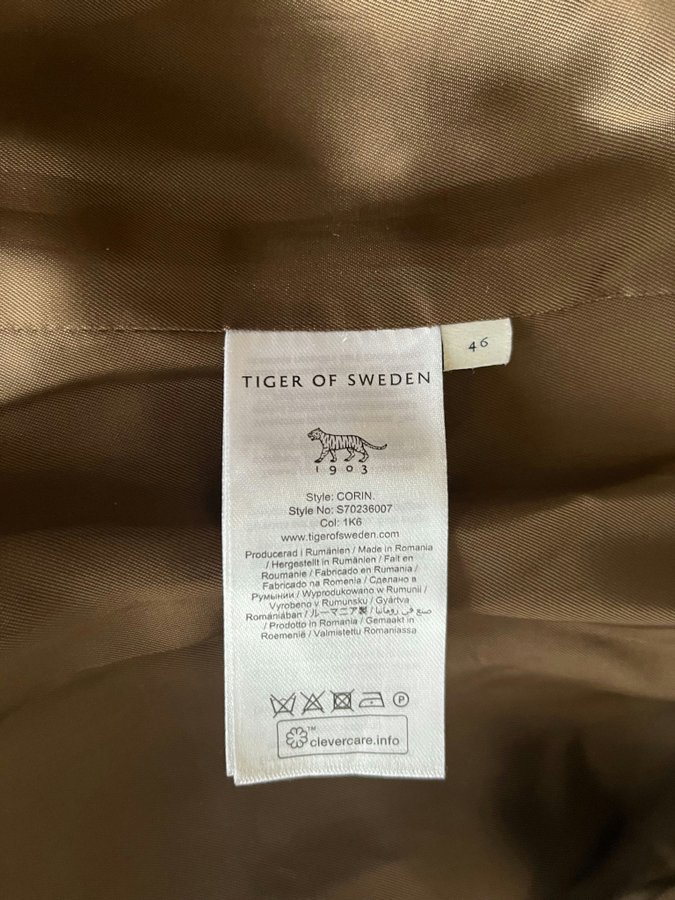 46
TIGER OF SWEDEN
1903
Style: CORIN.
Style No: S70236007
Col: 1K6
www.tigerofsweden.com
Producerad i Rumänien / Made in Romania
/ Hergestellt in Rumänien / Fait en
Roumanie / Fabricado en Rumania /
Fabricado na Romenia / Сделано в
Румынии / Wyprodukowano w Rumunii /
Vyrobeno v Rumunsku / Gyártva
Romániában / ルーマニア製 / صنع في رومانيا
/ Prodotto in Romania / Gemaakt in
Roemenië / Valmistettu Romaniassa
P
™
clevercare.info